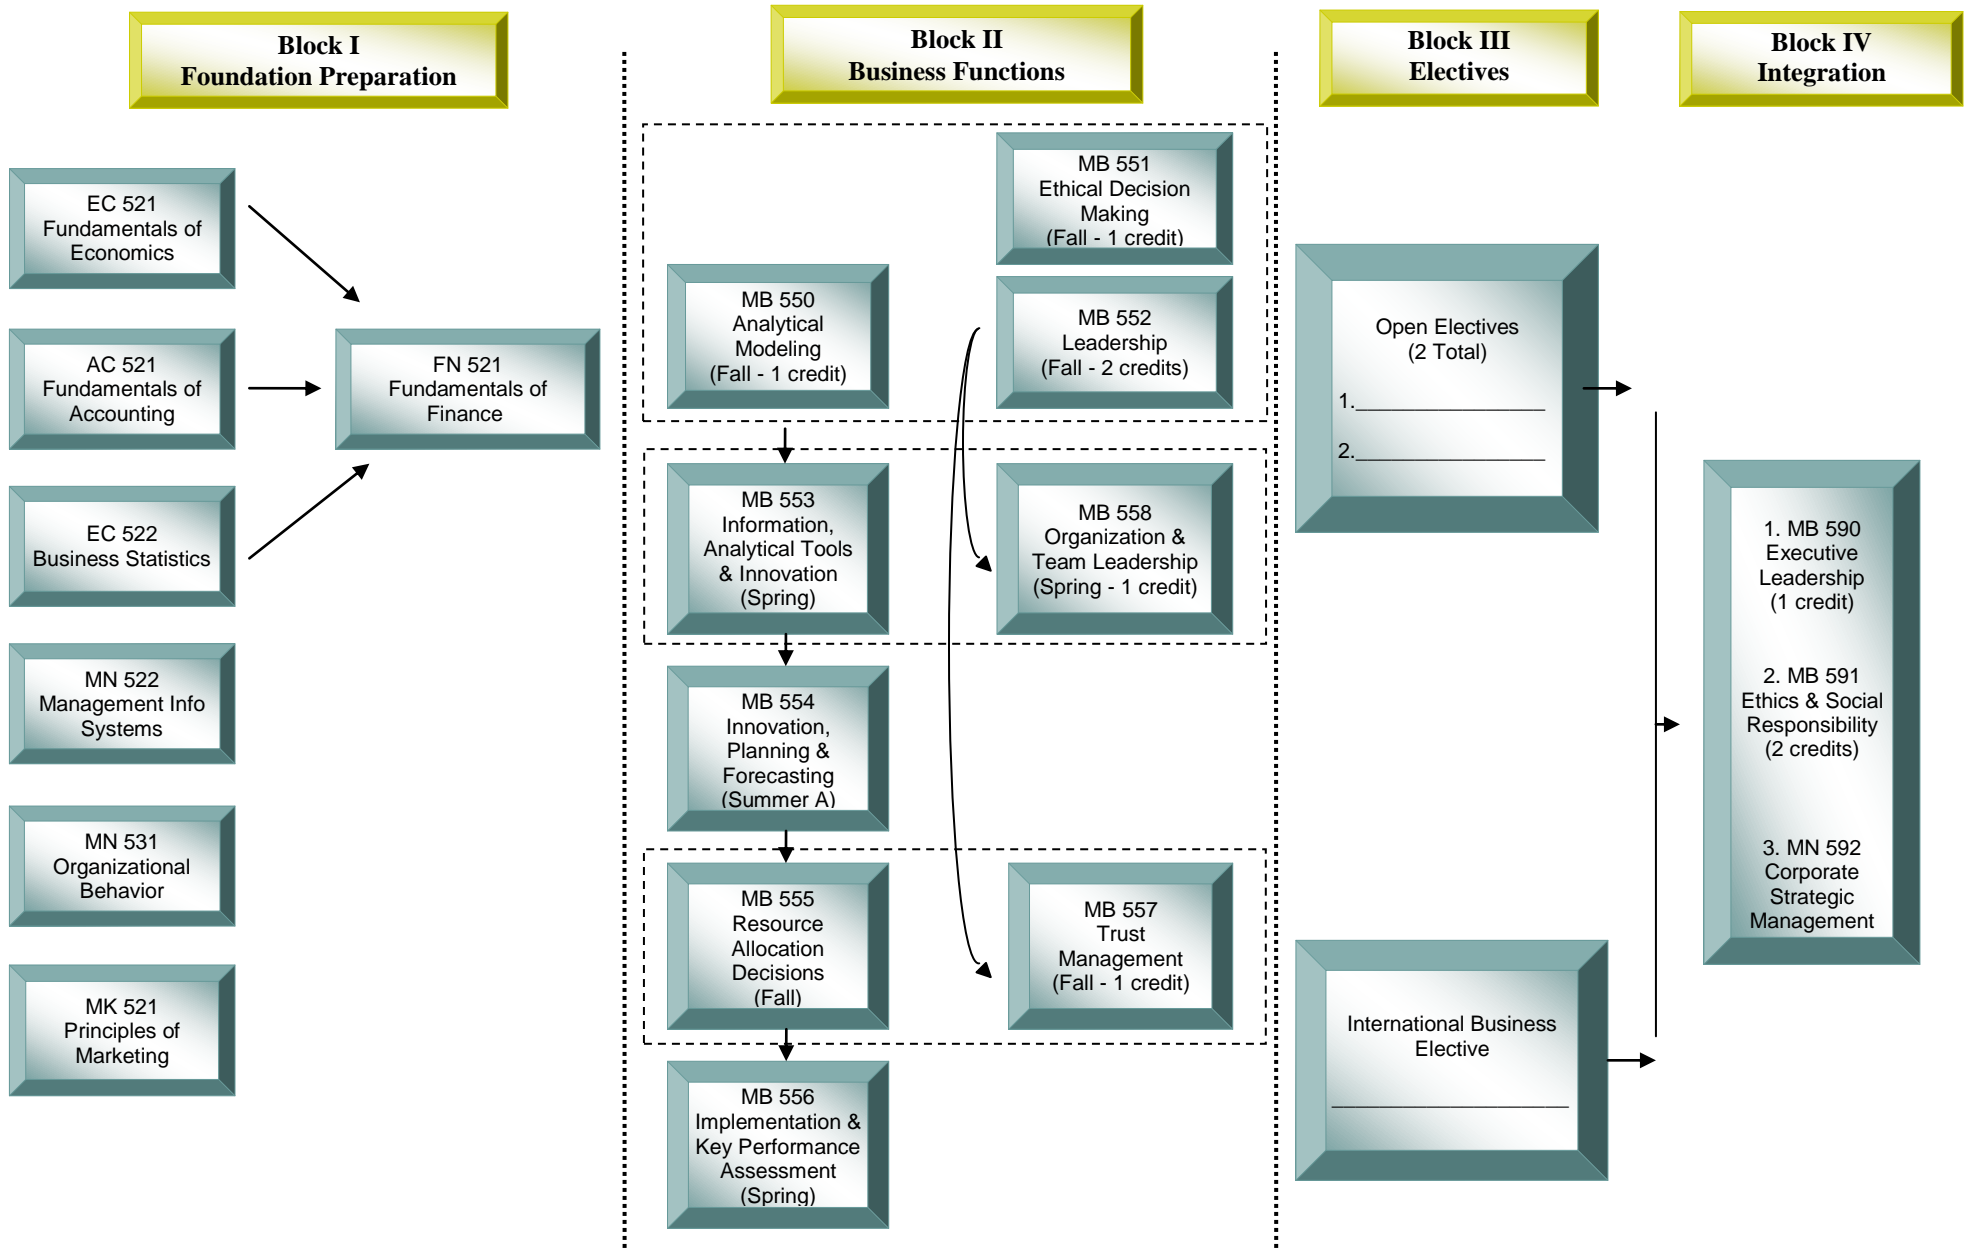 Block I
Foundation Preparation
EC 521
Fundamentals of
Economics
AC 521
Fundamentals of
Accounting
EC 522
Business Statistics
MN 522
Management Info
Systems
MN 531
Organizational
Behavior
MK 521
Principles of
Marketing
FN 521
Fundamentals of
Finance
Block II
Business Functions
MB 551
Ethical Decision
Making
(Fall - 1 credit)
MB 550
Analytical
Modeling
(Fall - 1 credit)
MB 552
Leadership
(Fall - 2 credits)
MB 553
Information,
Analytical Tools
& Innovation
(Spring)
MB 558
Organization &
Team Leadership
(Spring - 1 credit)
MB 554
Innovation,
Planning &
Forecasting
(Summer A)
MB 555
Resource
Allocation
Decisions
(Fall)
MB 557
Trust
Management
(Fall - 1 credit)
MB 556
Implementation &
Key Performance
Assessment
(Spring)
Block III
Electives
Open Electives
(2 Total)
1.________________
2.________________
International Business
Elective
____________________
Block IV
Integration
1. MB 590
Executive
Leadership
(1 credit)
2. MB 591
Ethics & Social
Responsibility
(2 credits)
3. MN 592
Corporate
Strategic
Management